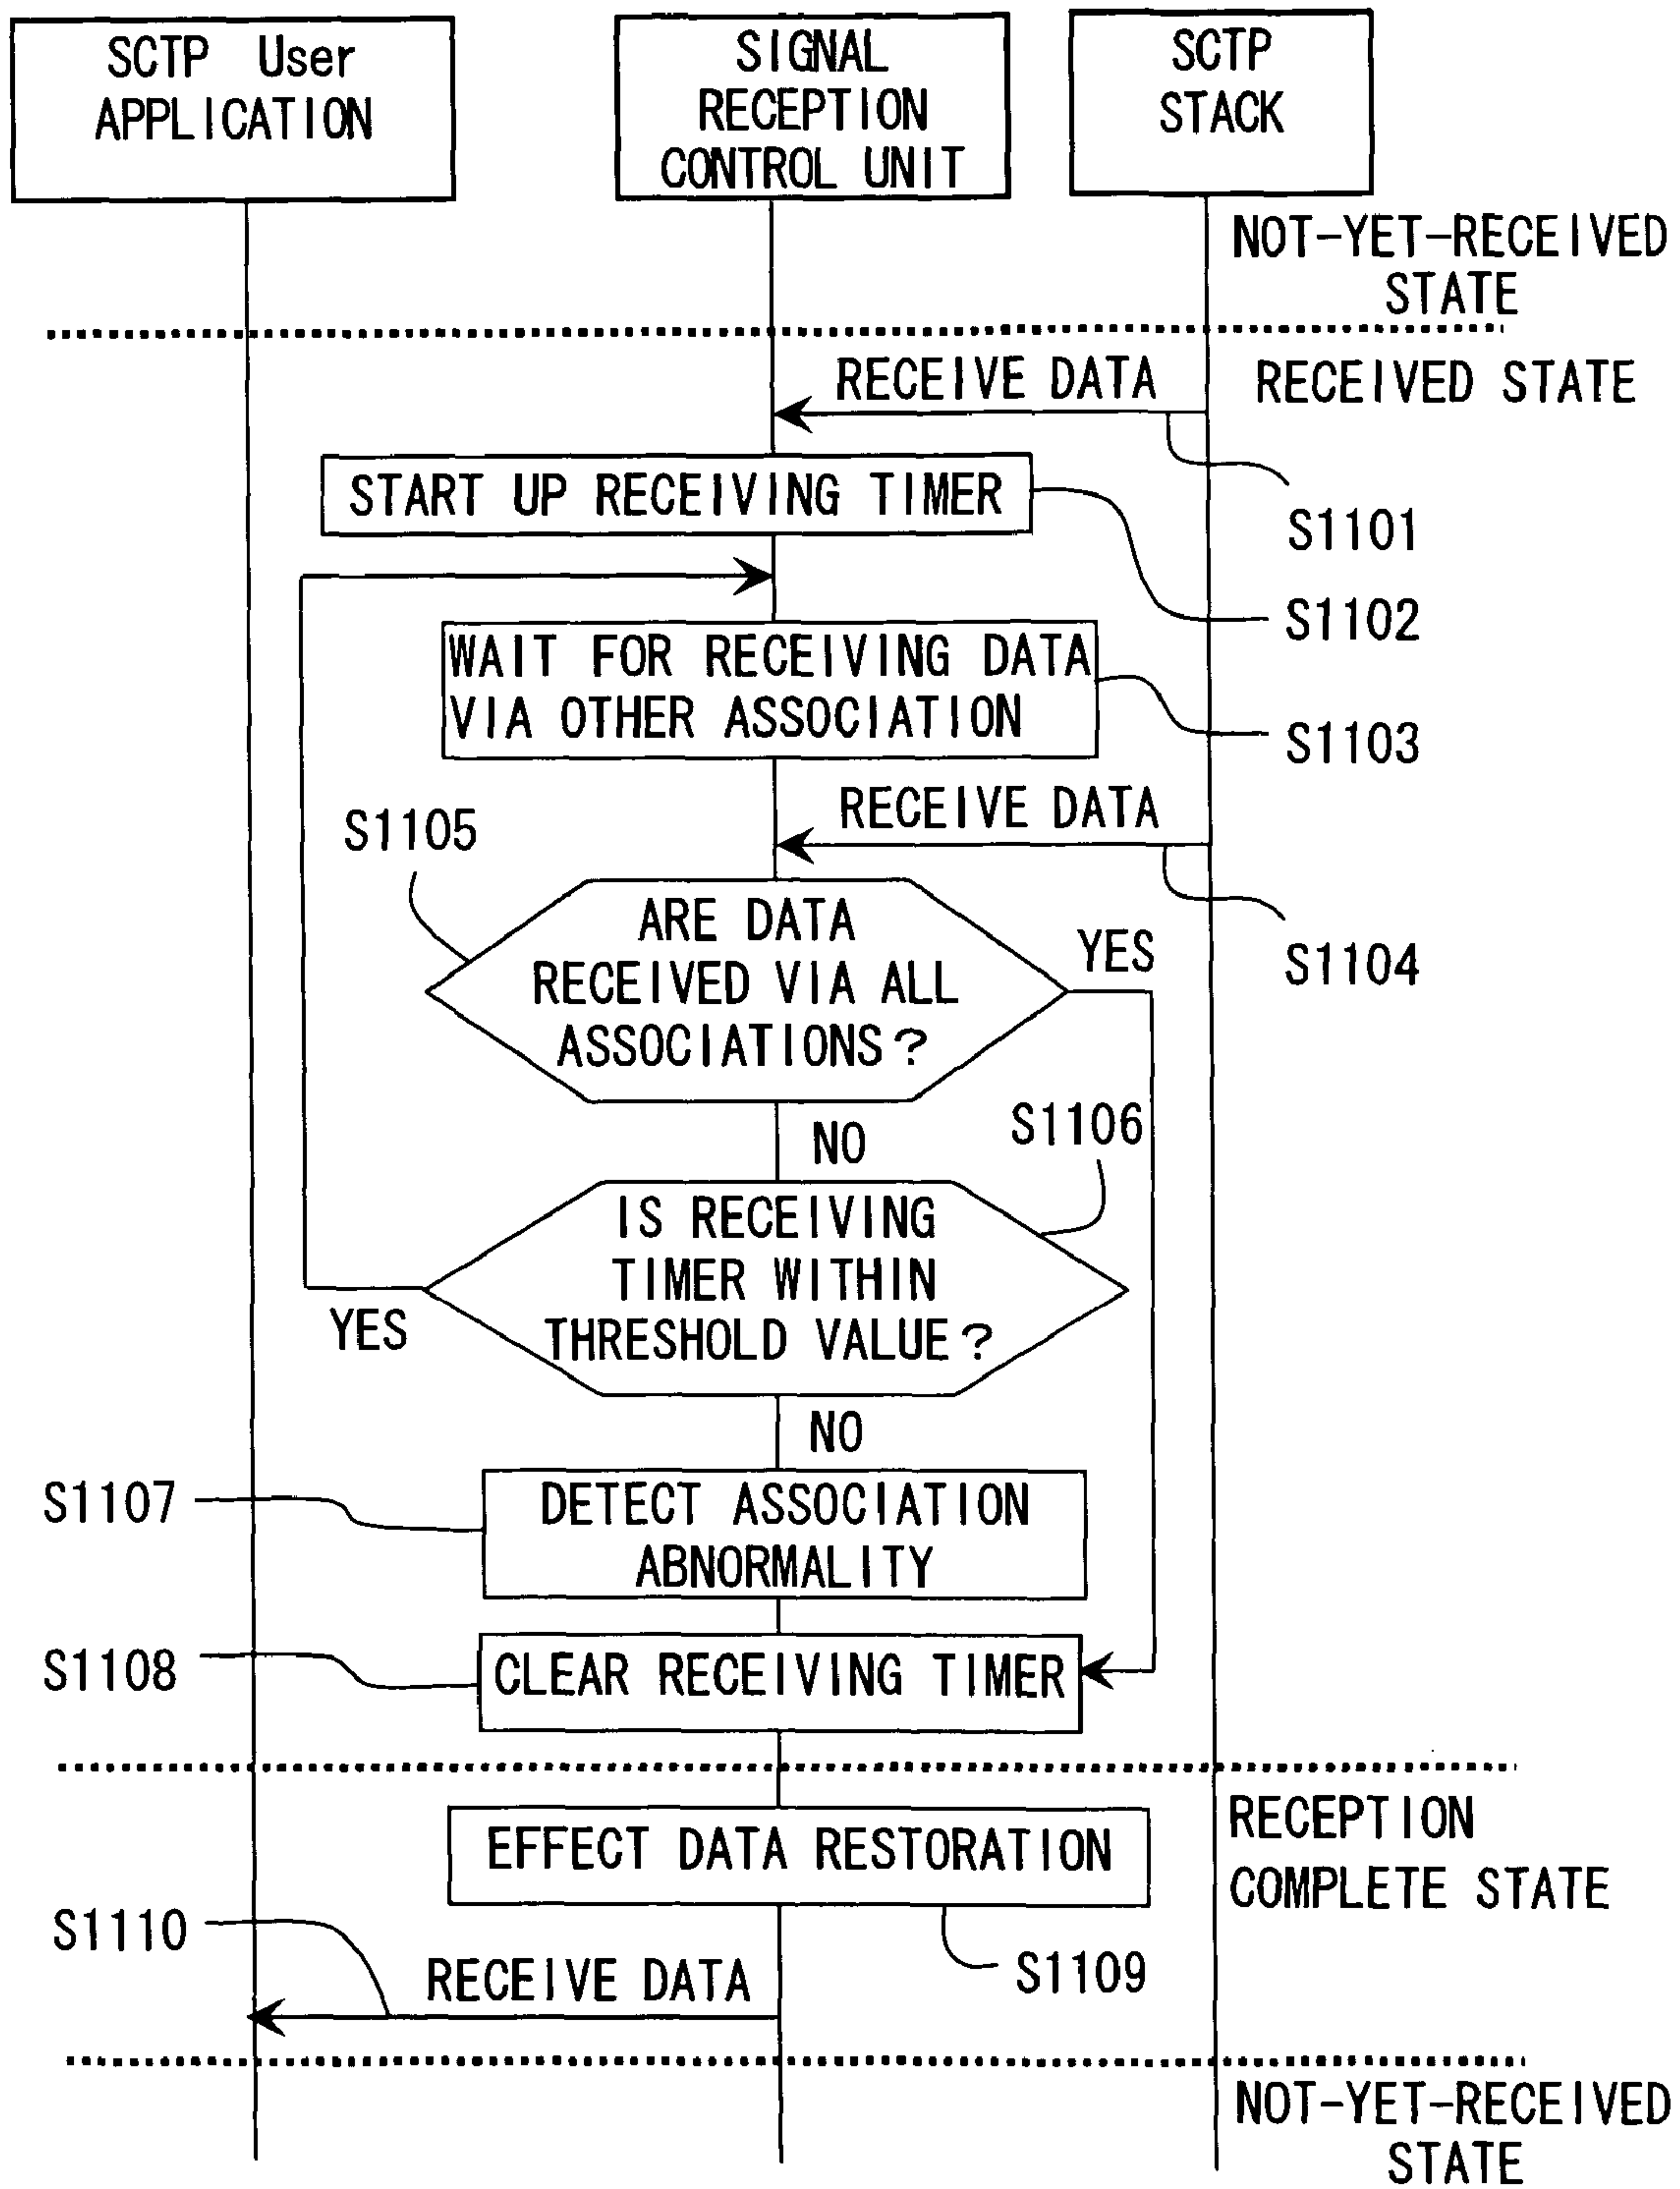 SCTP User
APPLICATION
SIGNAL
RECEPTION
CONTROL UNIT
SCTP
STACK
NOT-YET-RECEIVED
STATE
RECEIVE DATA
RECEIVED STATE
START UP RECEIVING TIMER
S1101
S1102
WAIT FOR RECEIVING DATA
VIA OTHER ASSOCIATION
S1103
RECEIVE DATA
S1105
ARE DATA
RECEIVED VIA ALL
ASSOCIATIONS?
YES
S1104
NO
S1106
IS RECEIVING
TIMER WITHIN
THRESHOLD VALUE?
YES
NO
S1107
DETECT ASSOCIATION
ABNORMALITY
S1108
CLEAR RECEIVING TIMER
RECEPTION
COMPLETE STATE
EFFECT DATA RESTORATION
S1110
S1109
RECEIVE DATA
NOT-YET-RECEIVED
STATE